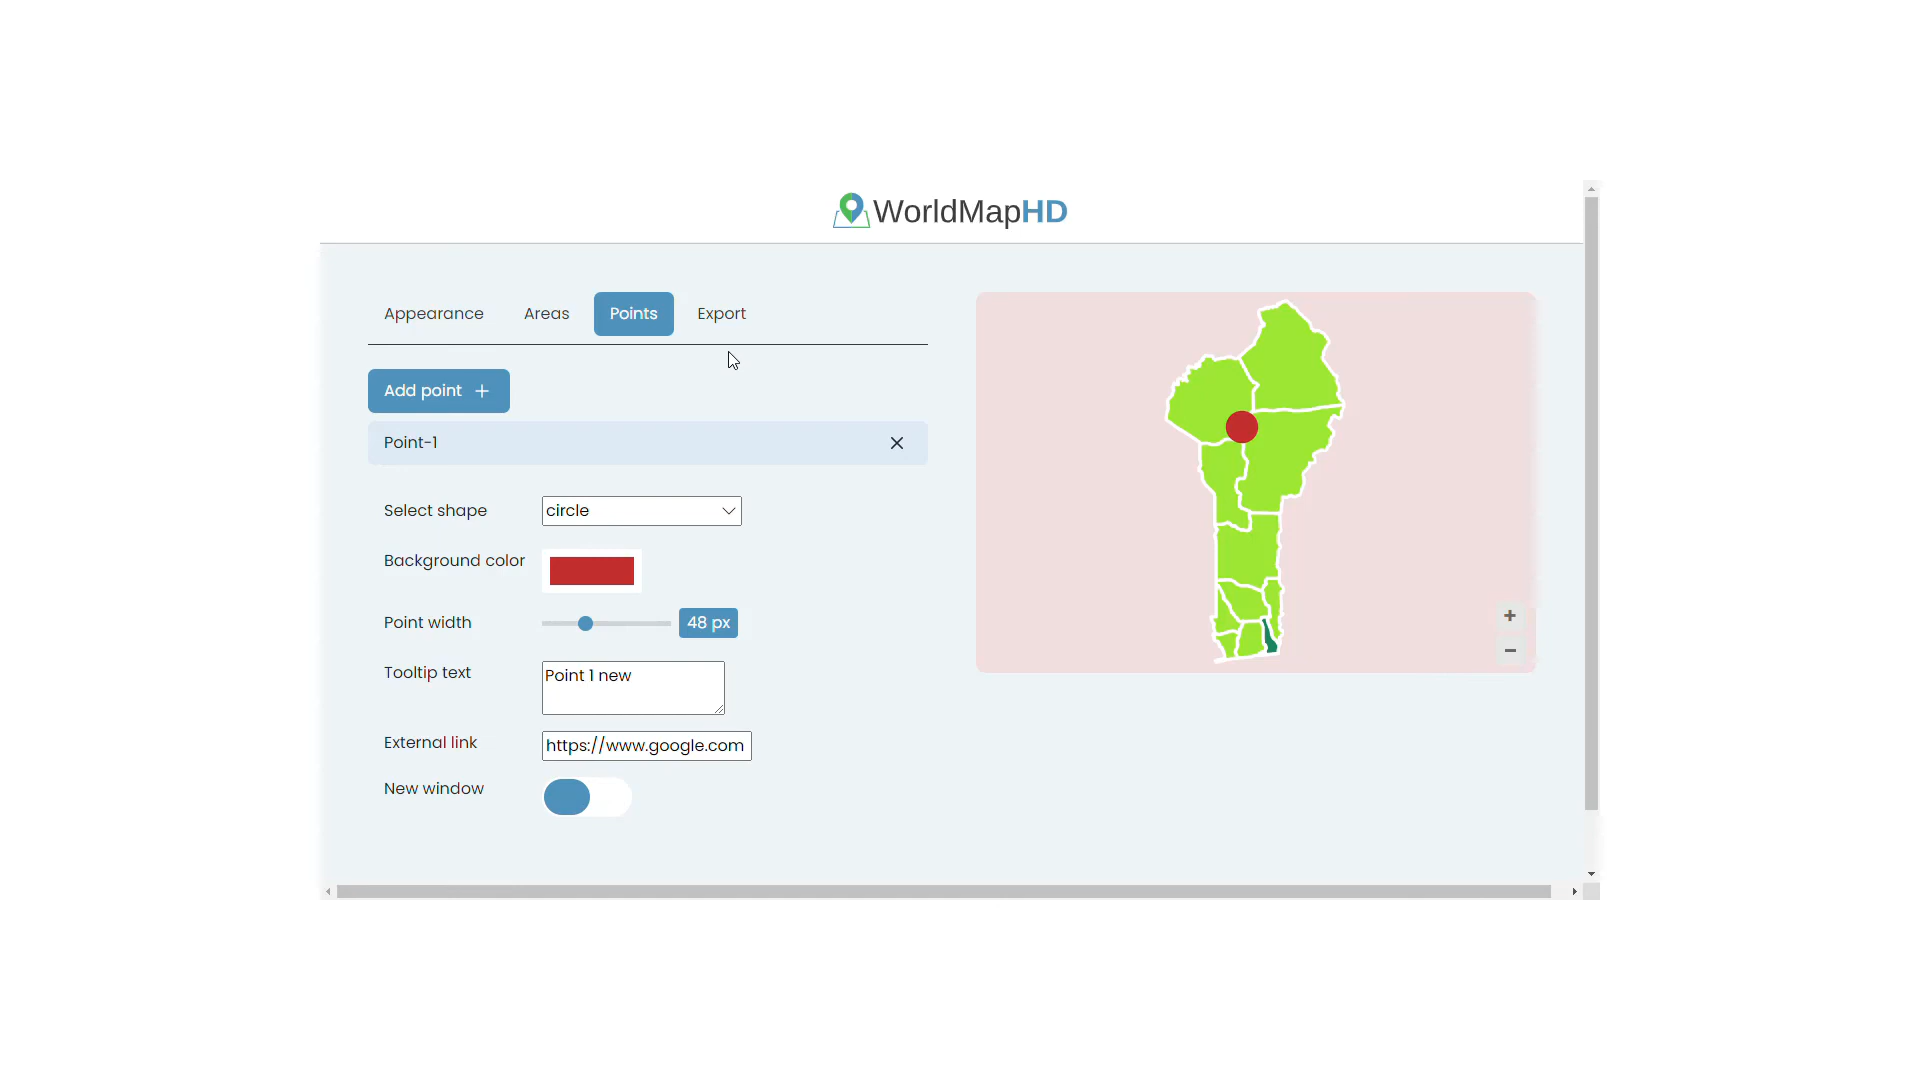 WorldMapHD
Appearance Areas Points Export
Add point +
Point-1
Select shape circle
Background color
Point width 48 px
Tooltip text Point 1 new
External link https://www.google.com
New window